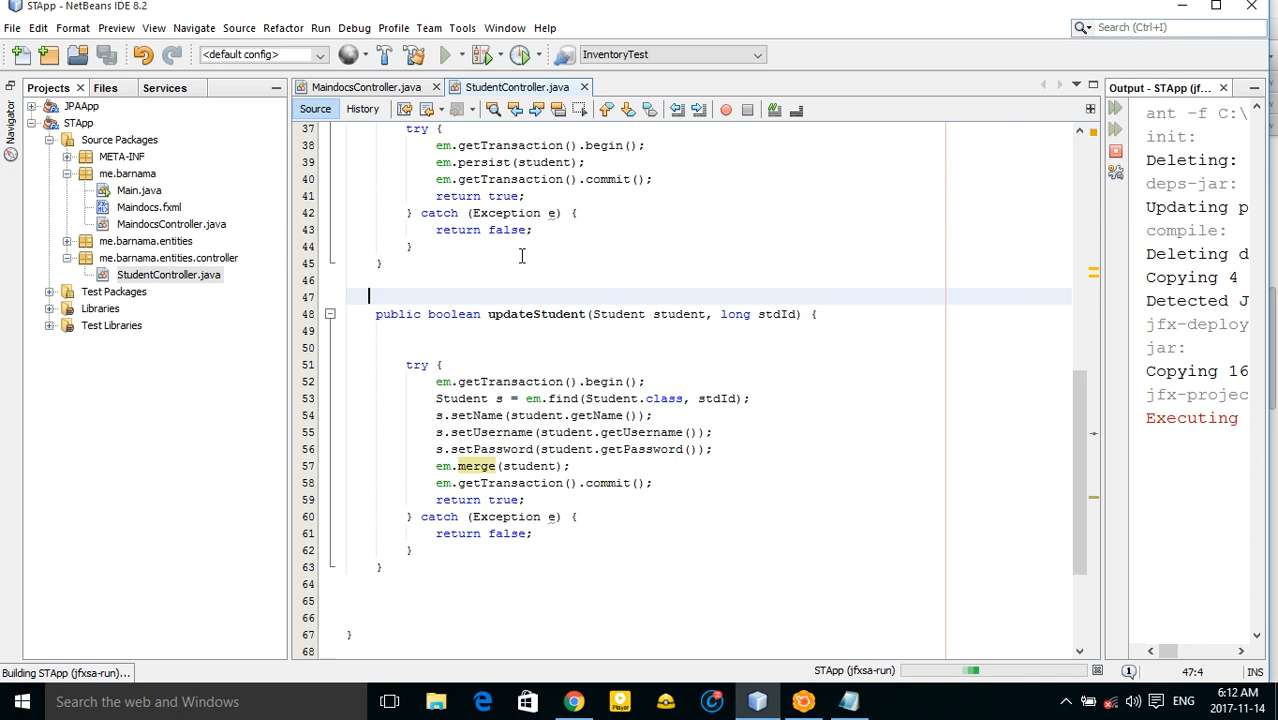 STApp - NetBeans IDE 8.2
File Edit View Navigate Source Refactor Run Debug Profile Team Tools Window Help
Search (Ctrl+I)
<default config>
InventoryTest
Projects Files Services
MaindocsController.java StudentController.java
Output - STApp (jf...
Source History
Navigator
JPAApp
STApp
Source Packages
META-INF
me.barnama
Main.java
Maindocs.fxml
MaindocsController.java
me.barnama.entities
me.barnama.entities.controller
StudentController.java
Test Packages
Libraries
Test Libraries
37 try {
38 em.getTransaction().begin();
39 em.persist(student);
40 em.getTransaction().commit();
41 return true;
42 } catch (Exception e) {
43 return false;
44 }
45 }
46
47
48 public boolean updateStudent(Student student, long stdId) {
49
50
51 try {
52 em.getTransaction().begin();
53 Student s = em.find(Student.class, stdId);
54 s.setName(student.getName());
55 s.setUsername(student.getUsername());
56 s.setPassword(student.getPassword());
57 em.merge(student);
58 em.getTransaction().commit();
59 return true;
60 } catch (Exception e) {
61 return false;
62 }
63 }
64
65
66
67 }
68
ant -f C:\
init:
Deleting:
deps-jar:
Updating p
compile:
Deleting d
Copying 4
Detected J
jfx-deploy
jar:
Copying 16
jfx-projec
Executing
Building STApp (jfxsa-run)...
STApp (jfxsa-run)
1
47:4
INS
Search the web and Windows
Player
ENG
6:12 AM
2017-11-14